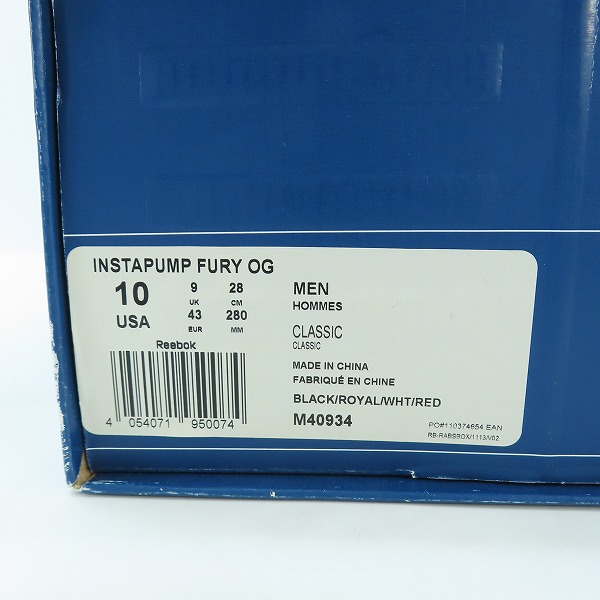 INSTAPUMP FURY OG
10 9 28
UK CM
USA 43 280
EUR MM
Reebok
4 054071 950074
MEN
HOMMES
CLASSIC
CLASSIC
MADE IN CHINA
FABRIQUÉ EN CHINE
BLACK/ROYAL/WHT/RED
M40934
PO#110374654 EAN
RB-RABSBOX/1113/V02